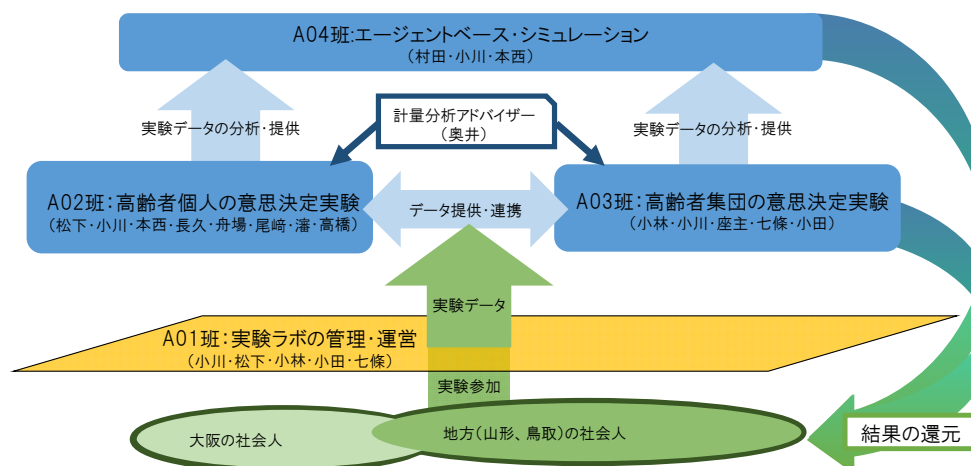 A04班:エージェントベース・シミュレーション
(村田・小川・本西)
計量分析アドバイザー
(奥井)
実験データの分析・提供
実験データの分析・提供
A02班:高齢者個人の意思決定実験
(松下・小川・本西・長久・舟場・尾﨑・濱・高橋)
データ提供・連携
A03班:高齢者集団の意思決定実験
(小林・小川・座主・七條・小田)
実験データ
A01班:実験ラボの管理・運営
(小川・松下・小林・小田・七條)
実験参加
大阪の社会人
地方(山形、鳥取)の社会人
結果の還元